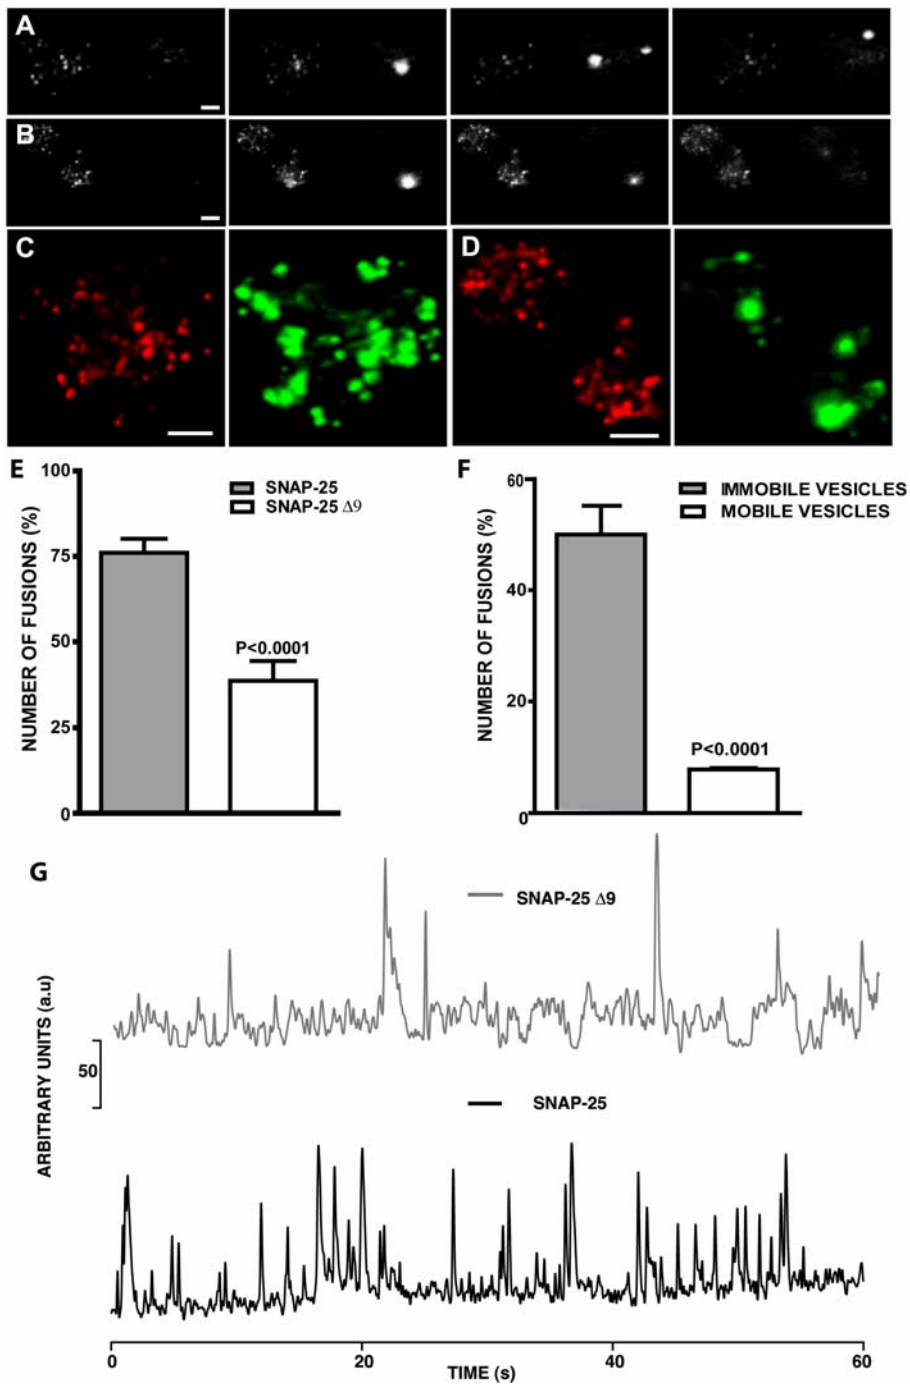 A
B
C
D
E
100
75
50
25
0
NUMBER OF FUSIONS (%)
SNAP-25
SNAP-25 Δ9
P<0.0001
F
60
40
20
0
NUMBER OF FUSIONS (%)
IMMOBILE VESICLES
MOBILE VESICLES
P<0.0001
G
SNAP-25 Δ9
ARBITRARY UNITS (a.u)
50
SNAP-25
0
20
40
60
TIME (s)